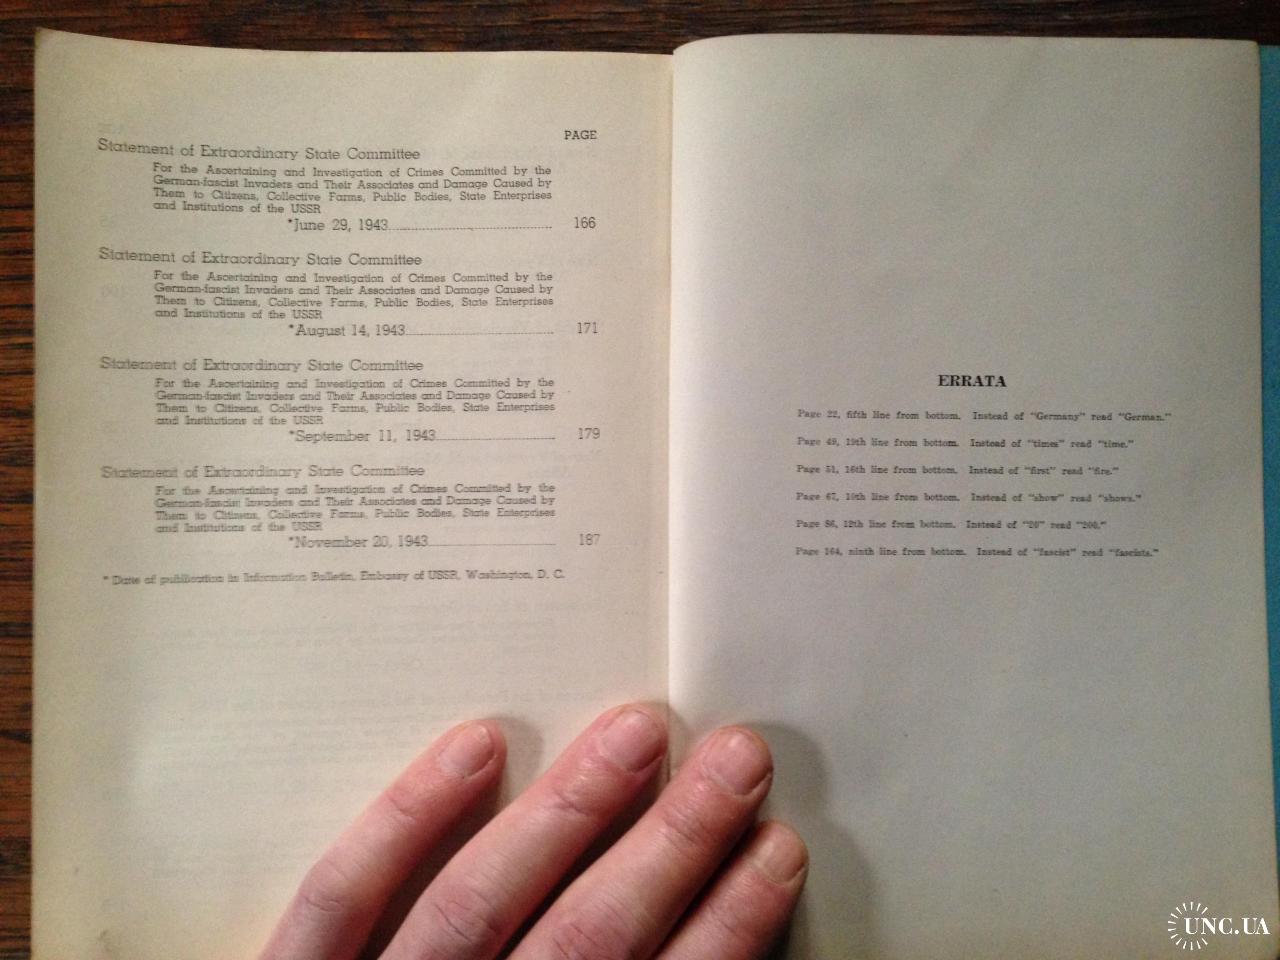 PAGE
Statement of Extraordinary State Committee
For the Ascertaining and Investigation of Crimes Committed by the
German-fascist Invaders and Their Associates and Damage Caused by
Them to Citizens, Collective Farms, Public Bodies, State Enterprises
and Institutions of the USSR
*June 29, 1943 166
Statement of Extraordinary State Committee
For the Ascertaining and Investigation of Crimes Committed by the
German-fascist Invaders and Their Associates and Damage Caused by
Them to Citizens, Collective Farms, Public Bodies, State Enterprises
and Institutions of the USSR
*August 14, 1943 171
Statement of Extraordinary State Committee
For the Ascertaining and Investigation of Crimes Committed by the
German-fascist Invaders and Their Associates and Damage Caused by
Them to Citizens, Collective Farms, Public Bodies, State Enterprises
and Institutions of the USSR
*September 11, 1943 179
Statement of Extraordinary State Committee
For the Ascertaining and Investigation of Crimes Committed by the
German-fascist Invaders and Their Associates and Damage Caused by
Them to Citizens, Collective Farms, Public Bodies, State Enterprises
and Institutions of the USSR
*November 20, 1943 187
* Date of publication in Information Bulletin, Embassy of USSR, Washington, D. C.
ERRATA
Page 22, fifth line from bottom. Instead of "Germany" read "German."
Page 49, 19th line from bottom. Instead of "times" read "time."
Page 51, 16th line from bottom. Instead of "first" read "fire."
Page 67, 10th line from bottom. Instead of "show" read "shows."
Page 86, 12th line from bottom. Instead of "20" read "200."
Page 164, ninth line from bottom. Instead of "fascist" read "fascists."
UNC.UA